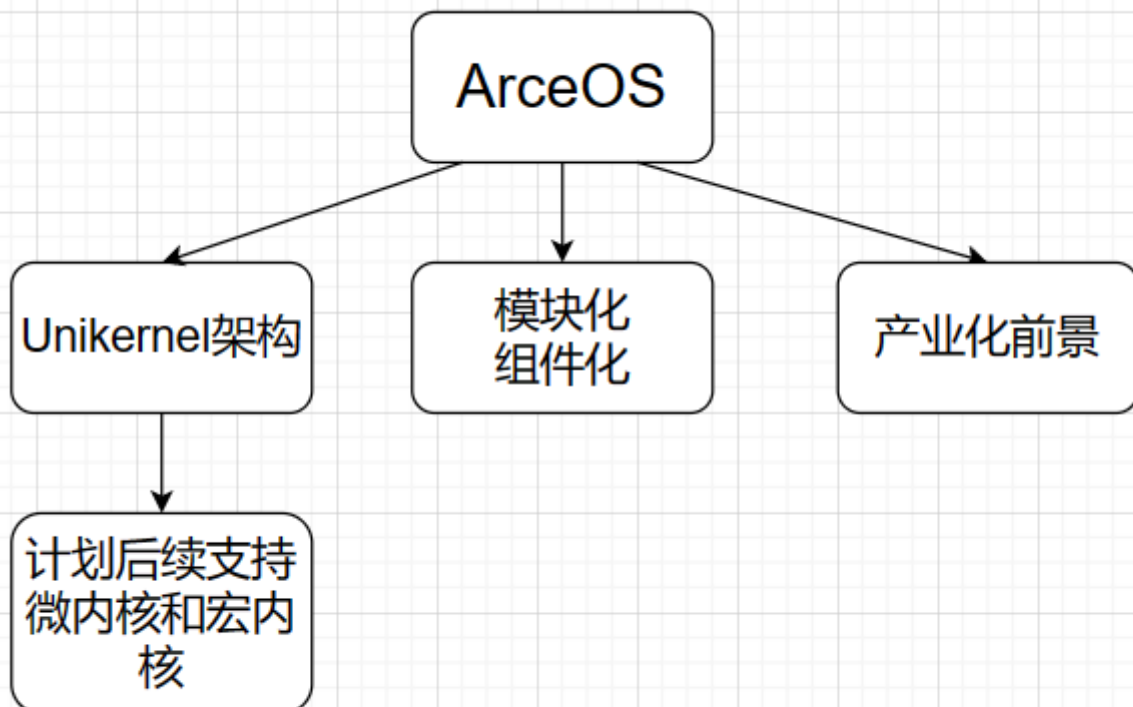 ArceOS
Unikernel架构
模块化
组件化
产业化前景
计划后续支持
微内核和宏内
核